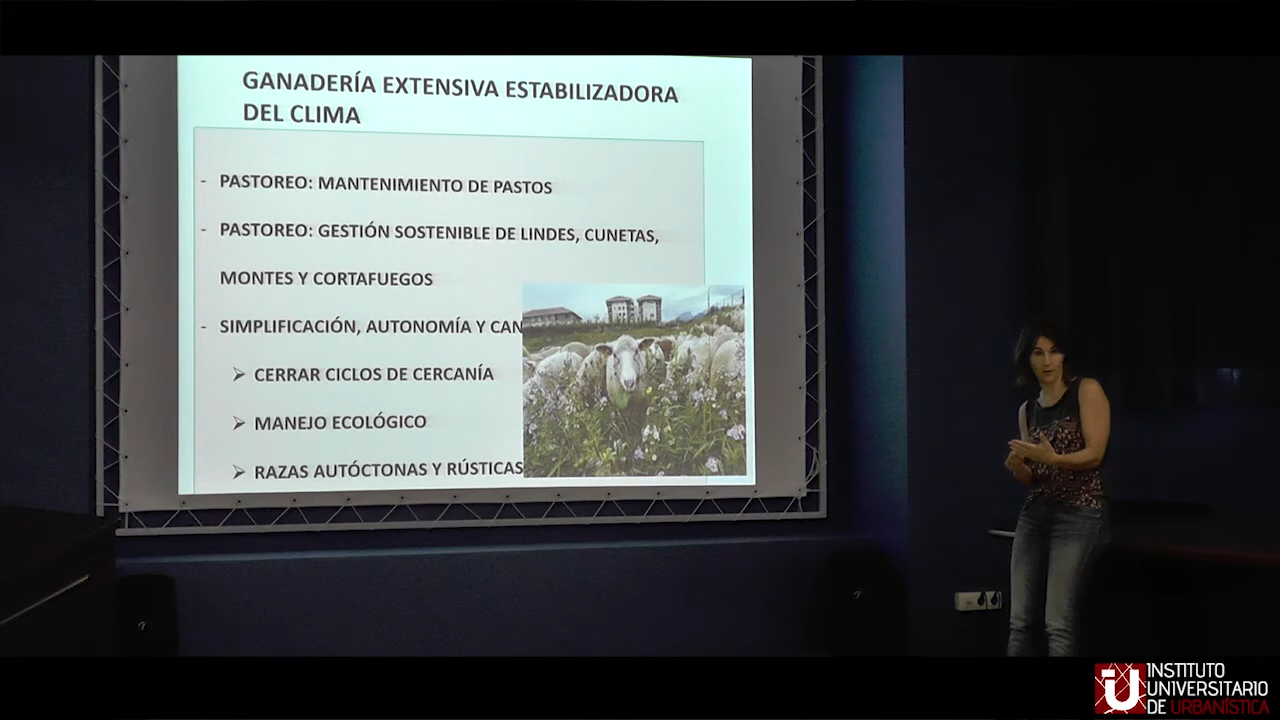 GANADERÍA EXTENSIVA ESTABILIZADORA
DEL CLIMA
- PASTOREO: MANTENIMIENTO DE PASTOS
- PASTOREO: GESTIÓN SOSTENIBLE DE LINDES, CUNETAS,
MONTES Y CORTAFUEGOS
- SIMPLIFICACIÓN, AUTONOMÍA Y
➢ CERRAR CICLOS DE CERCANÍA
➢ MANEJO ECOLÓGICO
➢ RAZAS AUTÓCTONAS Y RÚSTICAS
INSTITUTO
UNIVERSITARIO
DE URBANÍSTICA